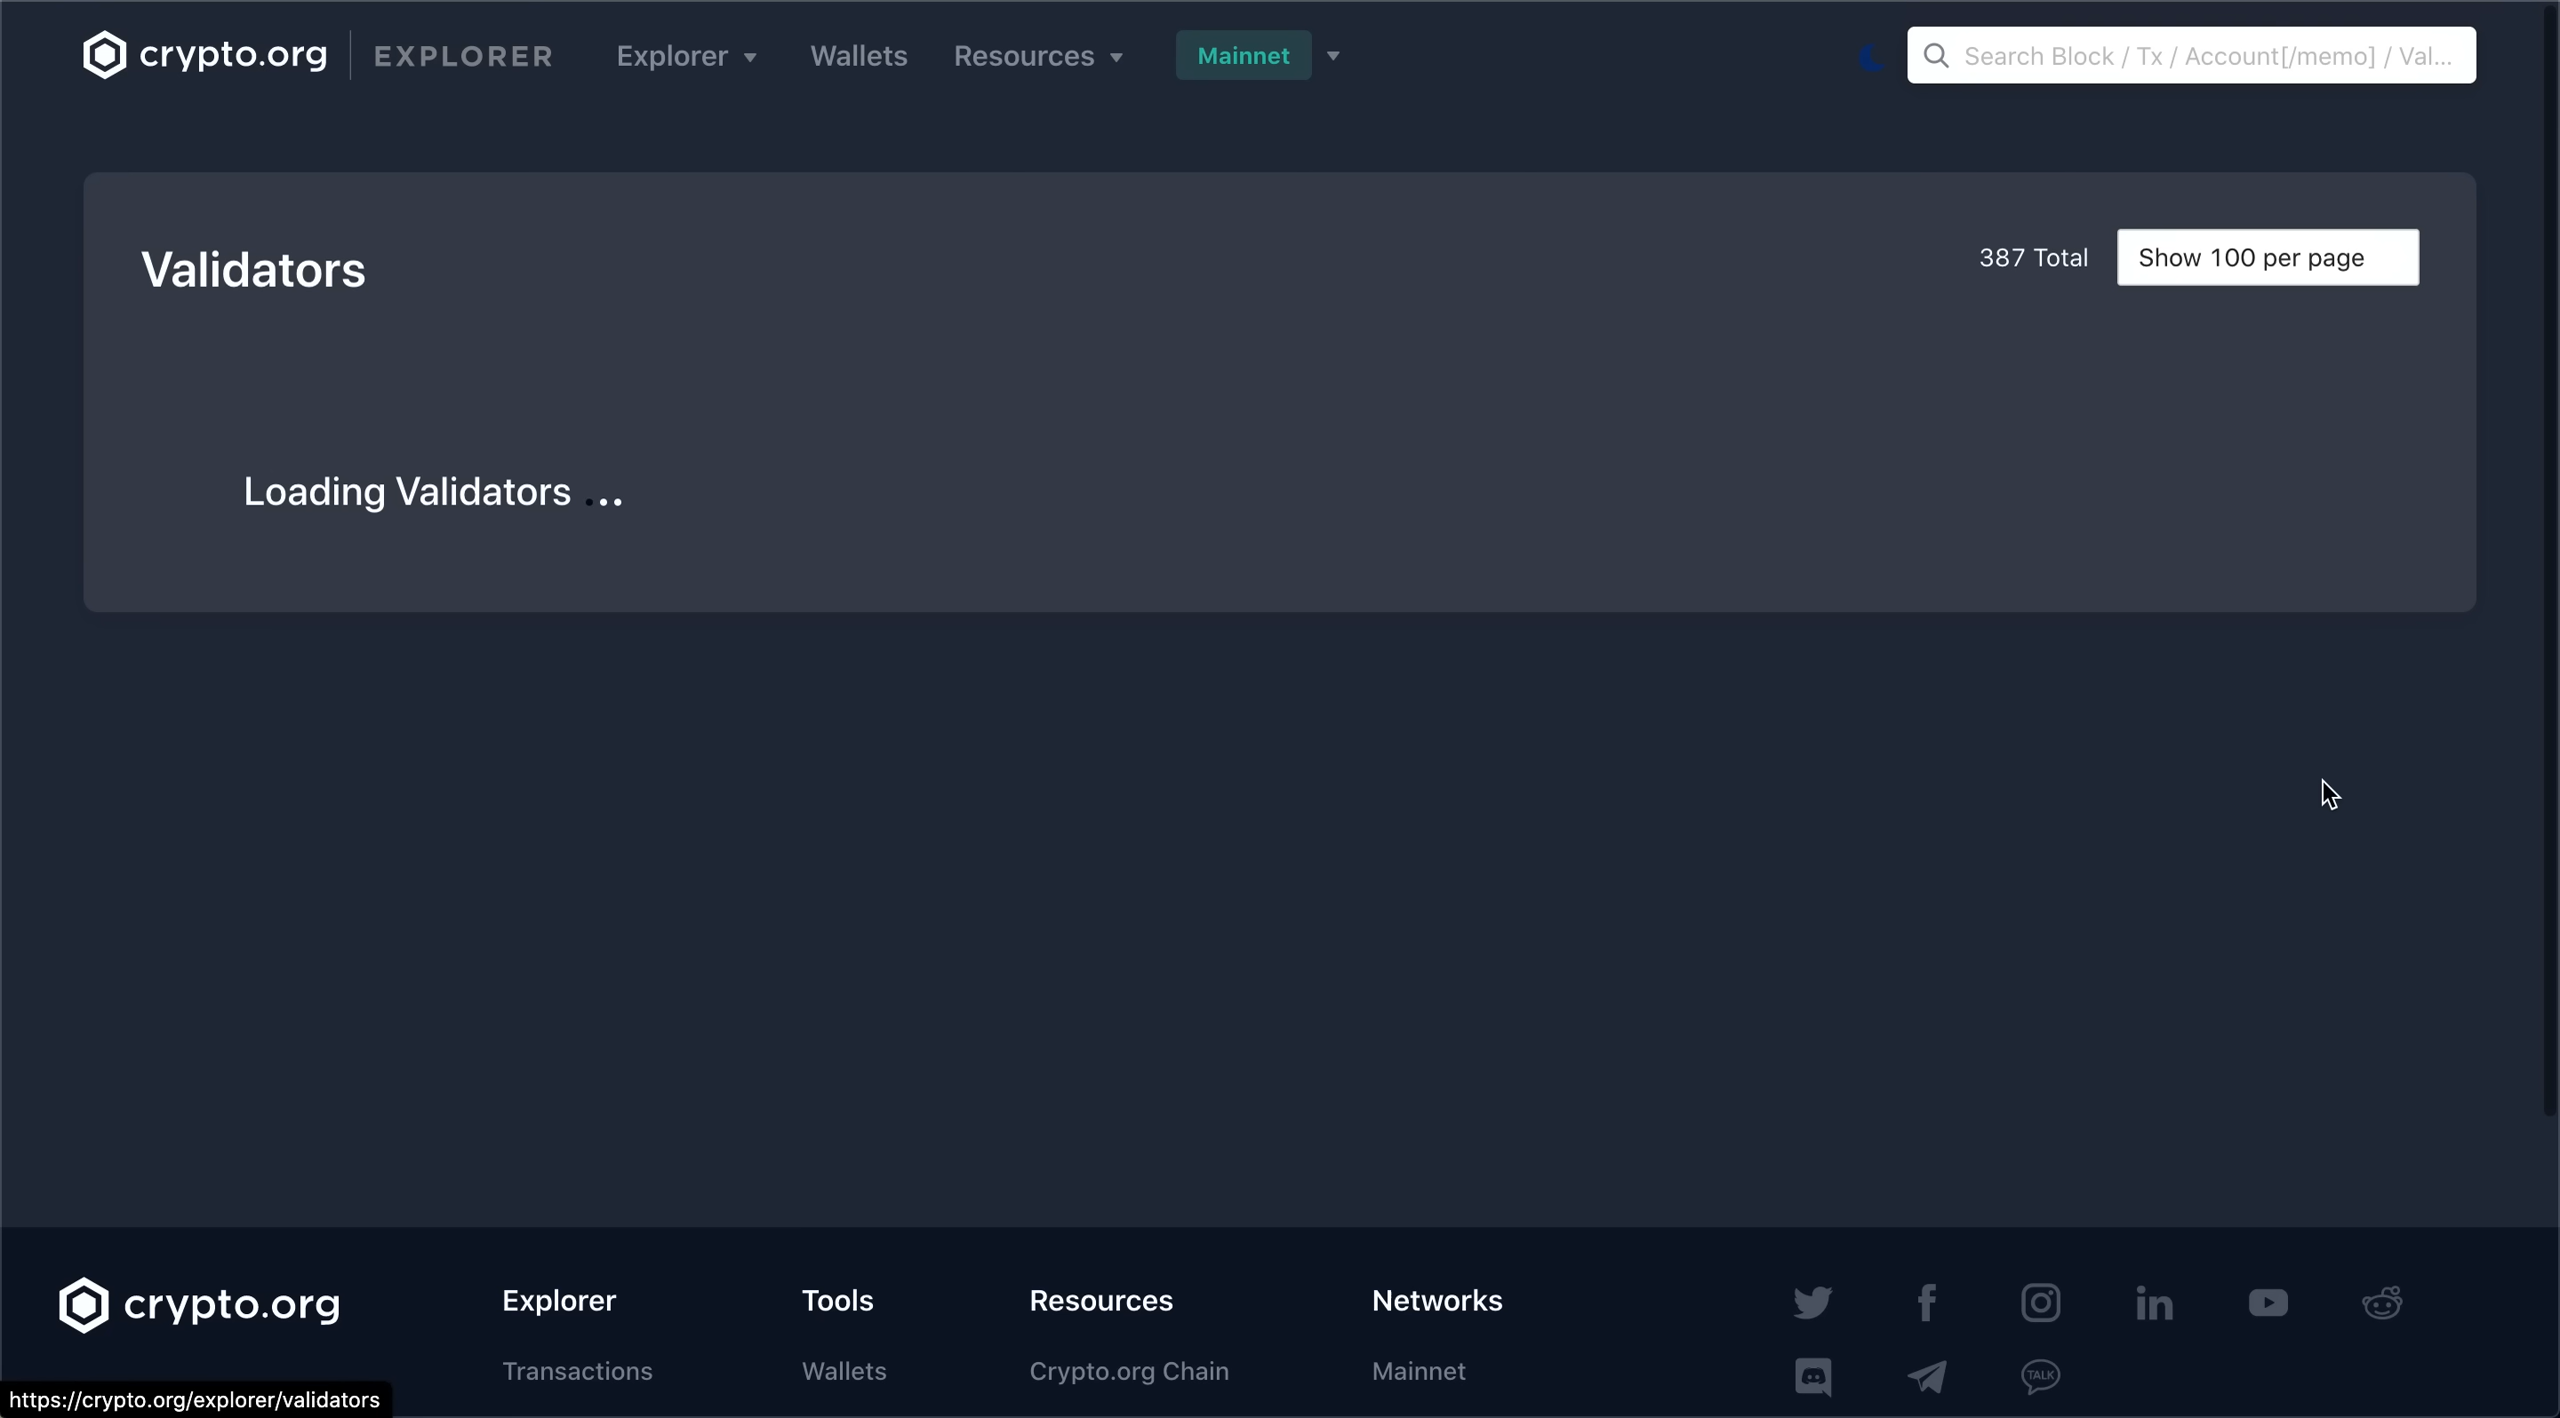 crypto.org EXPLORER Explorer Wallets Resources Mainnet Search Block / Tx / Account[/memo] / Val...
Validators 387 Total Show 100 per page
Loading Validators ...
crypto.org Explorer Tools Resources Networks
Transactions Wallets Crypto.org Chain Mainnet TALK
https://crypto.org/explorer/validators